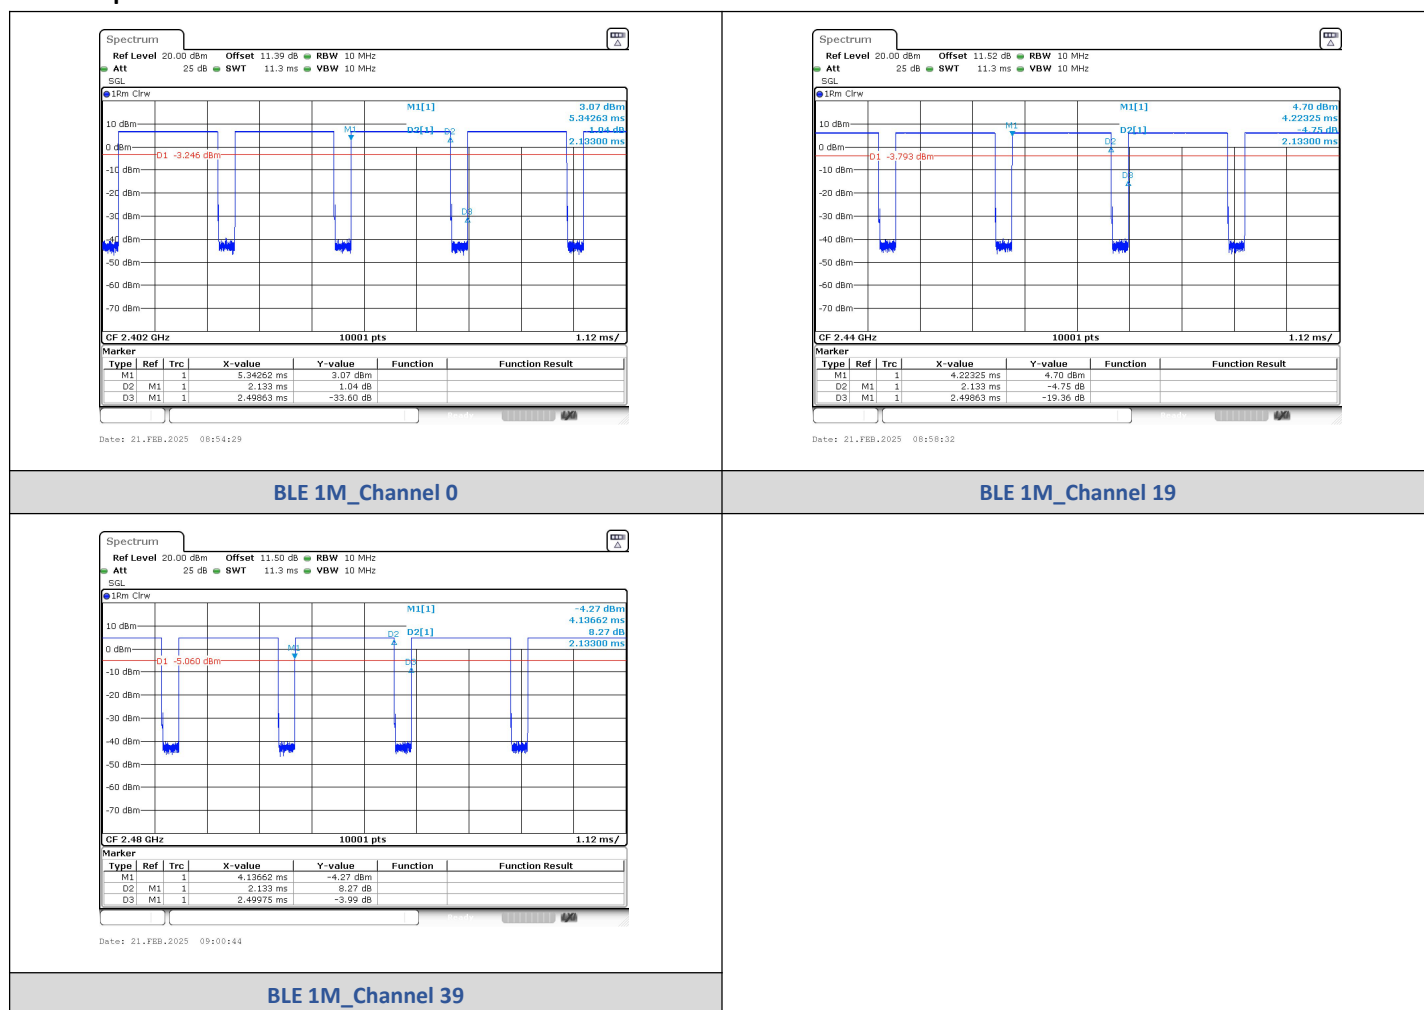 Spectrum
Ref Level 20.00 dBm Offset 11.39 dB RBW 10 MHz
Att 25 dB SWT 11.3 ms VBW 10 MHz
SGL
1Rm Clrw
M1[1] 3.07 dBm
5.34263 ms
10 dBm
M1 D2[1] D2 1.04 dB
2.13300 ms
0 dBm
D1 -3.246 dBm
-10 dBm
-20 dBm
-30 dBm
D3
-40 dBm
-50 dBm
-60 dBm
-70 dBm
CF 2.402 GHz 10001 pts 1.12 ms/
Marker
Type Ref Trc X-value Y-value Function Function Result
M1 1 5.34262 ms 3.07 dBm
D2 M1 1 2.133 ms 1.04 dB
D3 M1 1 2.49863 ms -33.60 dB
Date: 21.FEB.2025 08:54:29
BLE 1M_Channel 0
Spectrum
Ref Level 20.00 dBm Offset 11.52 dB RBW 10 MHz
Att 25 dB SWT 11.3 ms VBW 10 MHz
SGL
1Rm Clrw
M1[1] 4.70 dBm
4.22325 ms
10 dBm
M1 D2[1] -4.75 dB
2.13300 ms
0 dBm
D2
D1 -3.793 dBm
-10 dBm
D3
-20 dBm
-30 dBm
-40 dBm
-50 dBm
-60 dBm
-70 dBm
CF 2.44 GHz 10001 pts 1.12 ms/
Marker
Type Ref Trc X-value Y-value Function Function Result
M1 1 4.22325 ms 4.70 dBm
D2 M1 1 2.133 ms -4.75 dB
D3 M1 1 2.49863 ms -19.36 dB
Date: 21.FEB.2025 08:58:32
BLE 1M_Channel 19
Spectrum
Ref Level 20.00 dBm Offset 11.50 dB RBW 10 MHz
Att 25 dB SWT 11.3 ms VBW 10 MHz
SGL
1Rm Clrw
M1[1] -4.27 dBm
4.13662 ms
10 dBm
D2 D2[1] 8.27 dB
2.13300 ms
0 dBm
M1
D1 -5.060 dBm
D3
-10 dBm
-20 dBm
-30 dBm
-40 dBm
-50 dBm
-60 dBm
-70 dBm
CF 2.48 GHz 10001 pts 1.12 ms/
Marker
Type Ref Trc X-value Y-value Function Function Result
M1 1 4.13662 ms -4.27 dBm
D2 M1 1 2.133 ms 8.27 dB
D3 M1 1 2.49975 ms -3.99 dB
Date: 21.FEB.2025 09:00:44
BLE 1M_Channel 39